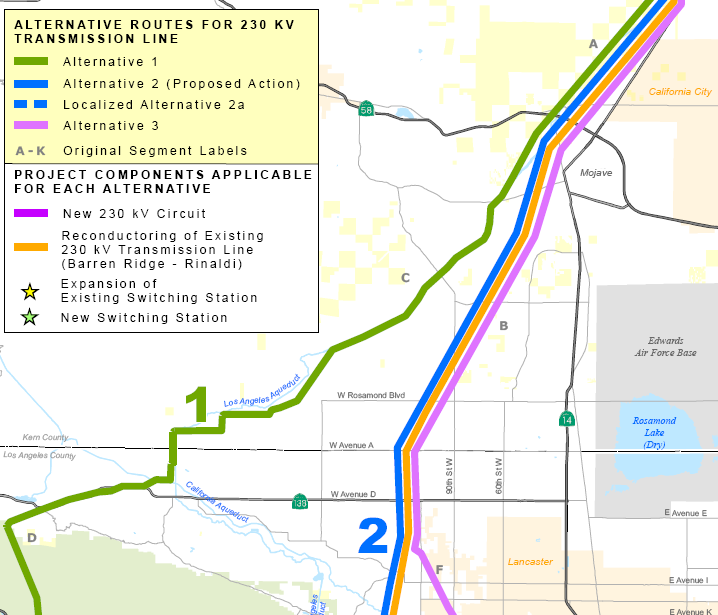 ALTERNATIVE ROUTES FOR 230 KV
TRANSMISSION LINE
Alternative 1
Alternative 2 (Proposed Action)
Localized Alternative 2a
Alternative 3
A-K Original Segment Labels
PROJECT COMPONENTS APPLICABLE
FOR EACH ALTERNATIVE
New 230 kV Circuit
Reconductoring of Existing
230 kV Transmission Line
(Barren Ridge - Rinaldi)
Expansion of
Existing Switching Station
New Switching Station
A
California City
58
Mojave
C
B
Edwards
Air Force Base
1
Los Angeles Aqueduct
W Rosamond Blvd
14
Rosamond
Lake
(Dry)
Kern County
Los Angeles County
W Avenue A
90th St W
60th St W
California Aqueduct
138
W Avenue D
E Avenue E
D
2
F
Lancaster
E Avenue I
E Avenue K